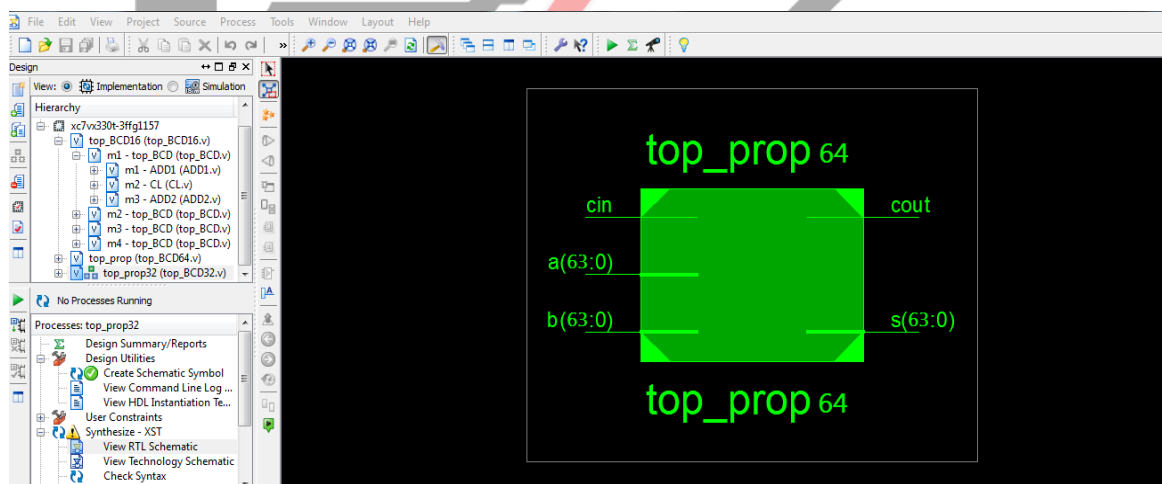 File Edit View Project Source Process Tools Window Layout Help
»
Design
View: Implementation Simulation
Hierarchy
xc7vx330t-3ffg1157
top_BCD16 (top_BCD16.v)
m1 - top_BCD (top_BCD.v)
m1 - ADD1 (ADD1.v)
m2 - CL (CL.v)
m3 - ADD2 (ADD2.v)
m2 - top_BCD (top_BCD.v)
m3 - top_BCD (top_BCD.v)
m4 - top_BCD (top_BCD.v)
top_prop (top_BCD64.v)
top_prop32 (top_BCD32.v)
No Processes Running
Processes: top_prop32
Design Summary/Reports
Design Utilities
Create Schematic Symbol
View Command Line Log ...
View HDL Instantiation Te...
User Constraints
Synthesize - XST
View RTL Schematic
View Technology Schematic
Check Syntax
top_prop 64
cin cout
a(63:0)
b(63:0) s(63:0)
top_prop 64